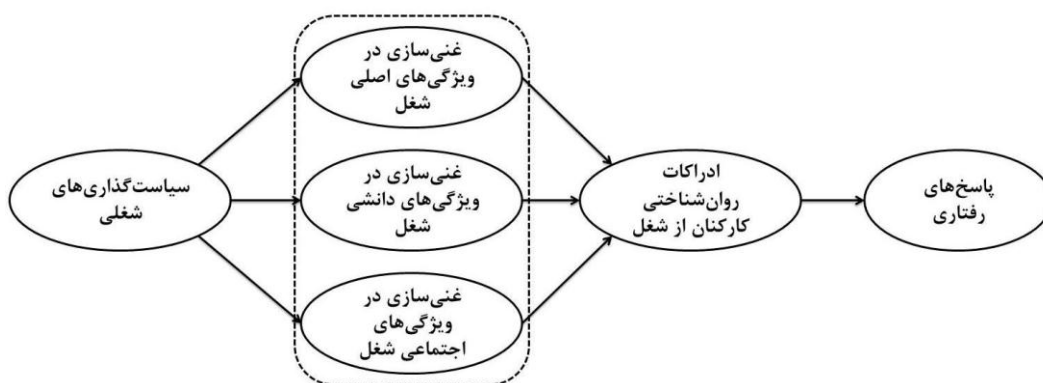 سیاست‌گذاری‌های
شغلی
غنی‌سازی در
ویژگی‌های اصلی
شغل
غنی‌سازی در
ویژگی‌های دانشی
شغل
غنی‌سازی در
ویژگی‌های
اجتماعی شغل
ادراکات
روان‌شناختی
کارکنان از شغل
پاسخ‌های
رفتاری